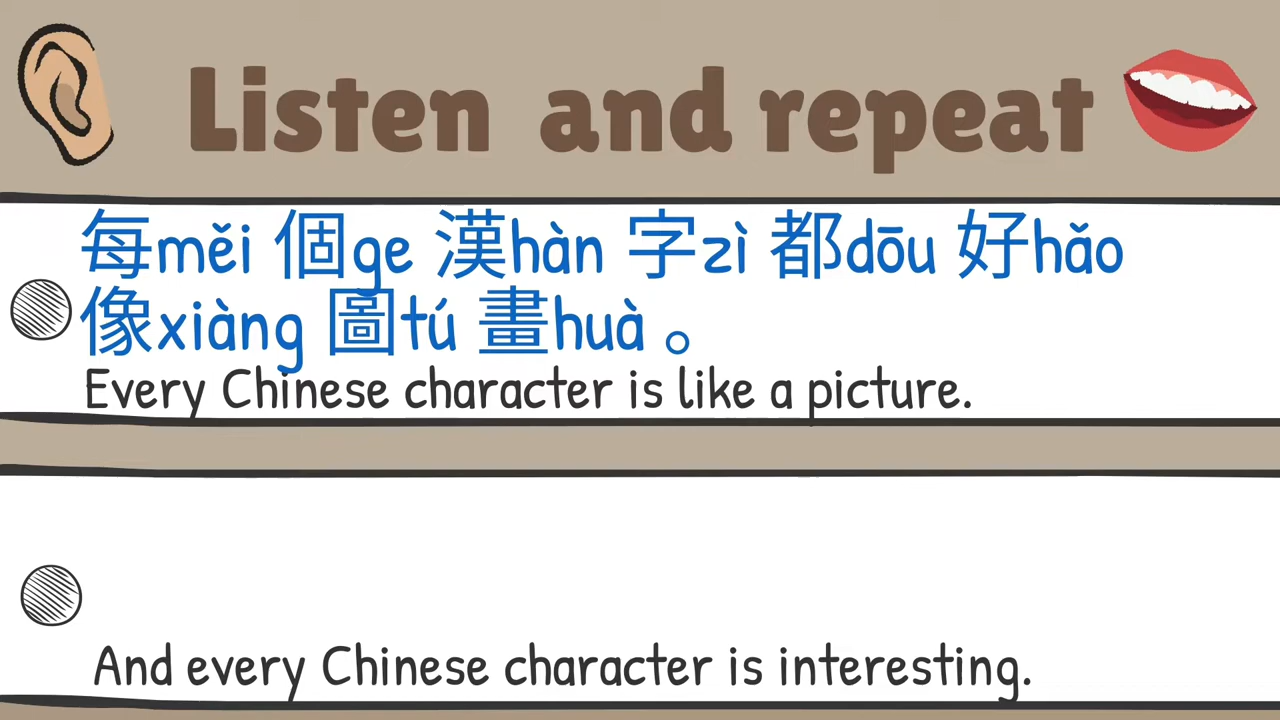 Listen and repeat
每měi 個ge 漢hàn 字zì 都dōu 好hǎo
像xiàng 圖tú 畫huà 。
Every Chinese character is like a picture.
And every Chinese character is interesting.